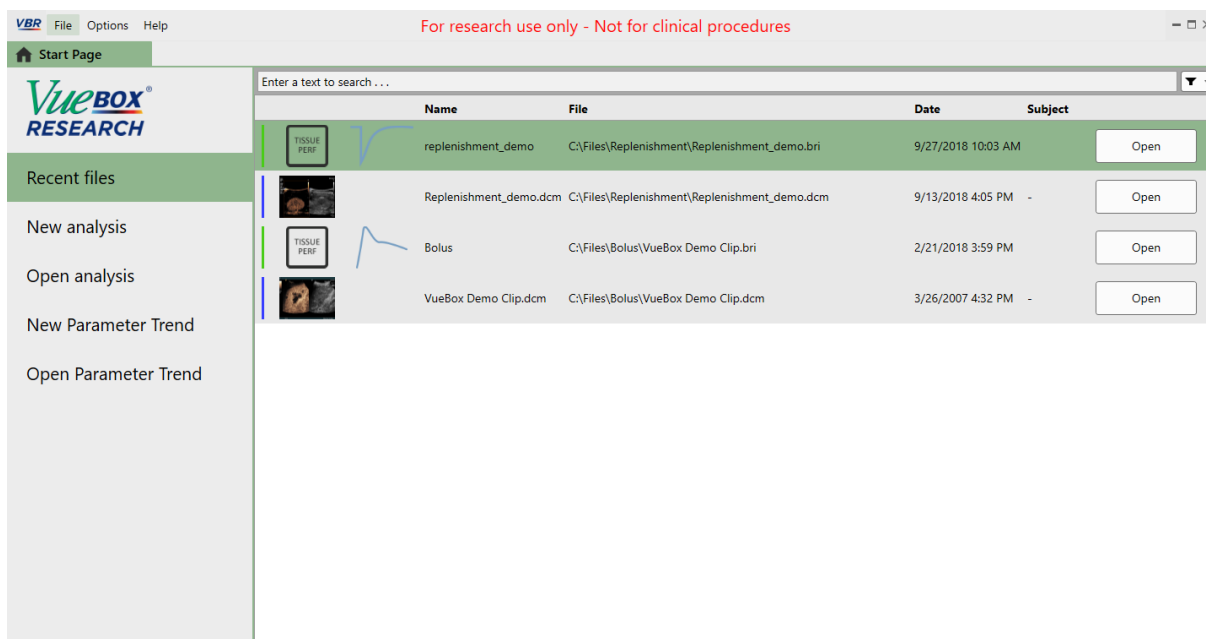 VBR File Options Help For research use only - Not for clinical procedures
Start Page
VUEBOX®
RESEARCH
Recent files
New analysis
Open analysis
New Parameter Trend
Open Parameter Trend
Enter a text to search . . .
Name File Date Subject
TISSUE
PERF
replenishment_demo C:\Files\Replenishment\Replenishment_demo.bri 9/27/2018 10:03 AM Open
Replenishment_demo.dcm C:\Files\Replenishment\Replenishment_demo.dcm 9/13/2018 4:05 PM - Open
TISSUE
PERF
Bolus C:\Files\Bolus\VueBox Demo Clip.bri 2/21/2018 3:59 PM Open
VueBox Demo Clip.dcm C:\Files\Bolus\VueBox Demo Clip.dcm 3/26/2007 4:32 PM - Open